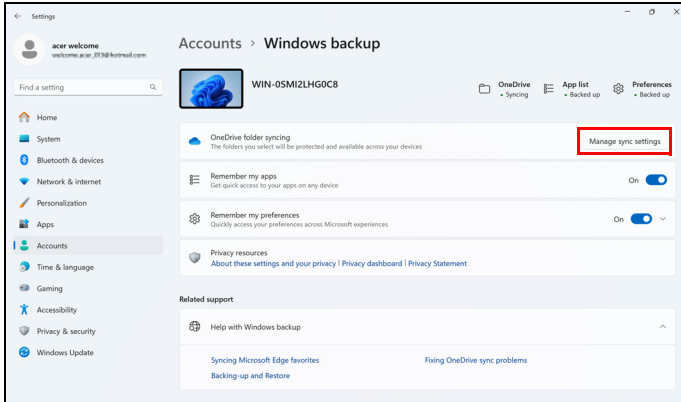 Settings
acer welcome
welcome.acer_019@hotmail.com
Find a setting
Home
System
Bluetooth & devices
Network & internet
Personalization
Apps
Accounts
Time & language
Gaming
Accessibility
Privacy & security
Windows Update
Accounts > Windows backup
WIN-0SMI2LHG0C8
OneDrive
• Syncing
App list
• Backed up
Preferences
• Backed up
OneDrive folder syncing
The folders you select will be protected and available across your devices
Manage sync settings
Remember my apps
Get quick access to your apps on any device
On
Remember my preferences
Quickly access your preferences across Microsoft experiences
On
Privacy resources
About these settings and your privacy | Privacy dashboard | Privacy Statement
Related support
Help with Windows backup
Syncing Microsoft Edge favorites
Fixing OneDrive sync problems
Backing-up and Restore